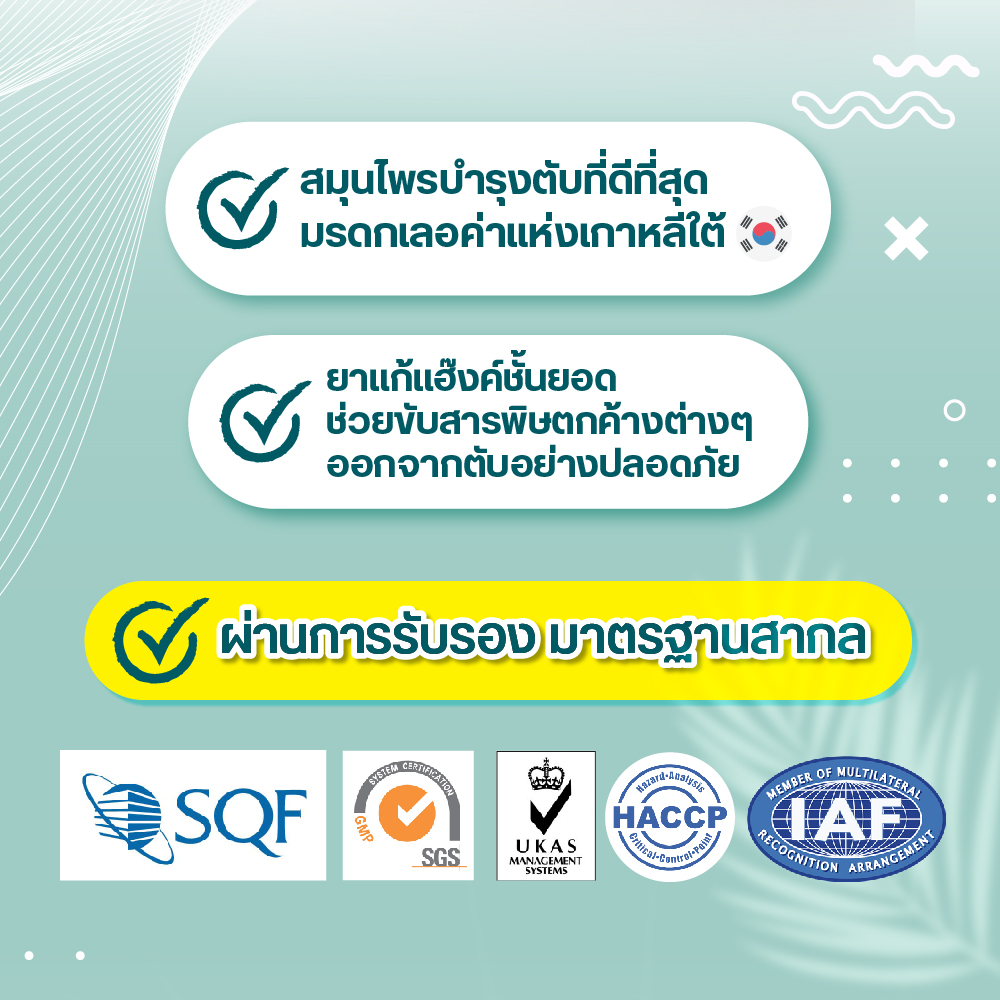 สมุนไพรบำรุงตับที่ดีที่สุด
มรดกเลอค่าแห่งเกาหลีใต้
ยาแก้แฮ๊งค์ชั้นยอด
ช่วยขับสารพิษตกค้างต่างๆ
ออกจากตับอย่างปลอดภัย
ผ่านการรับรอง มาตรฐานสากล
SQF
SYSTEM CERTIFICATION
GMP
SGS
UKAS
MANAGEMENT
SYSTEMS
Hazard•Analysis
HACCP
Critical•Control•Point
MEMBER OF MULTILATERAL
IAF
RECOGNITION ARRANGEMENT